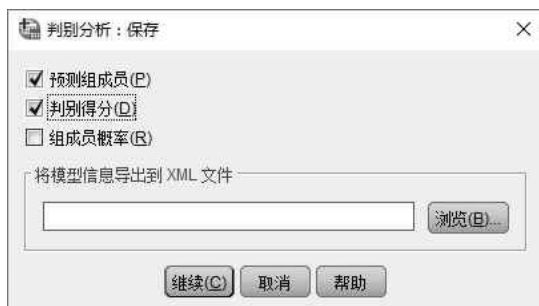 判别分析：保存
预测组成员(P)
判别得分(D)
组成员概率(R)
将模型信息导出到 XML 文件
浏览(B)...
继续(C) 取消 帮助